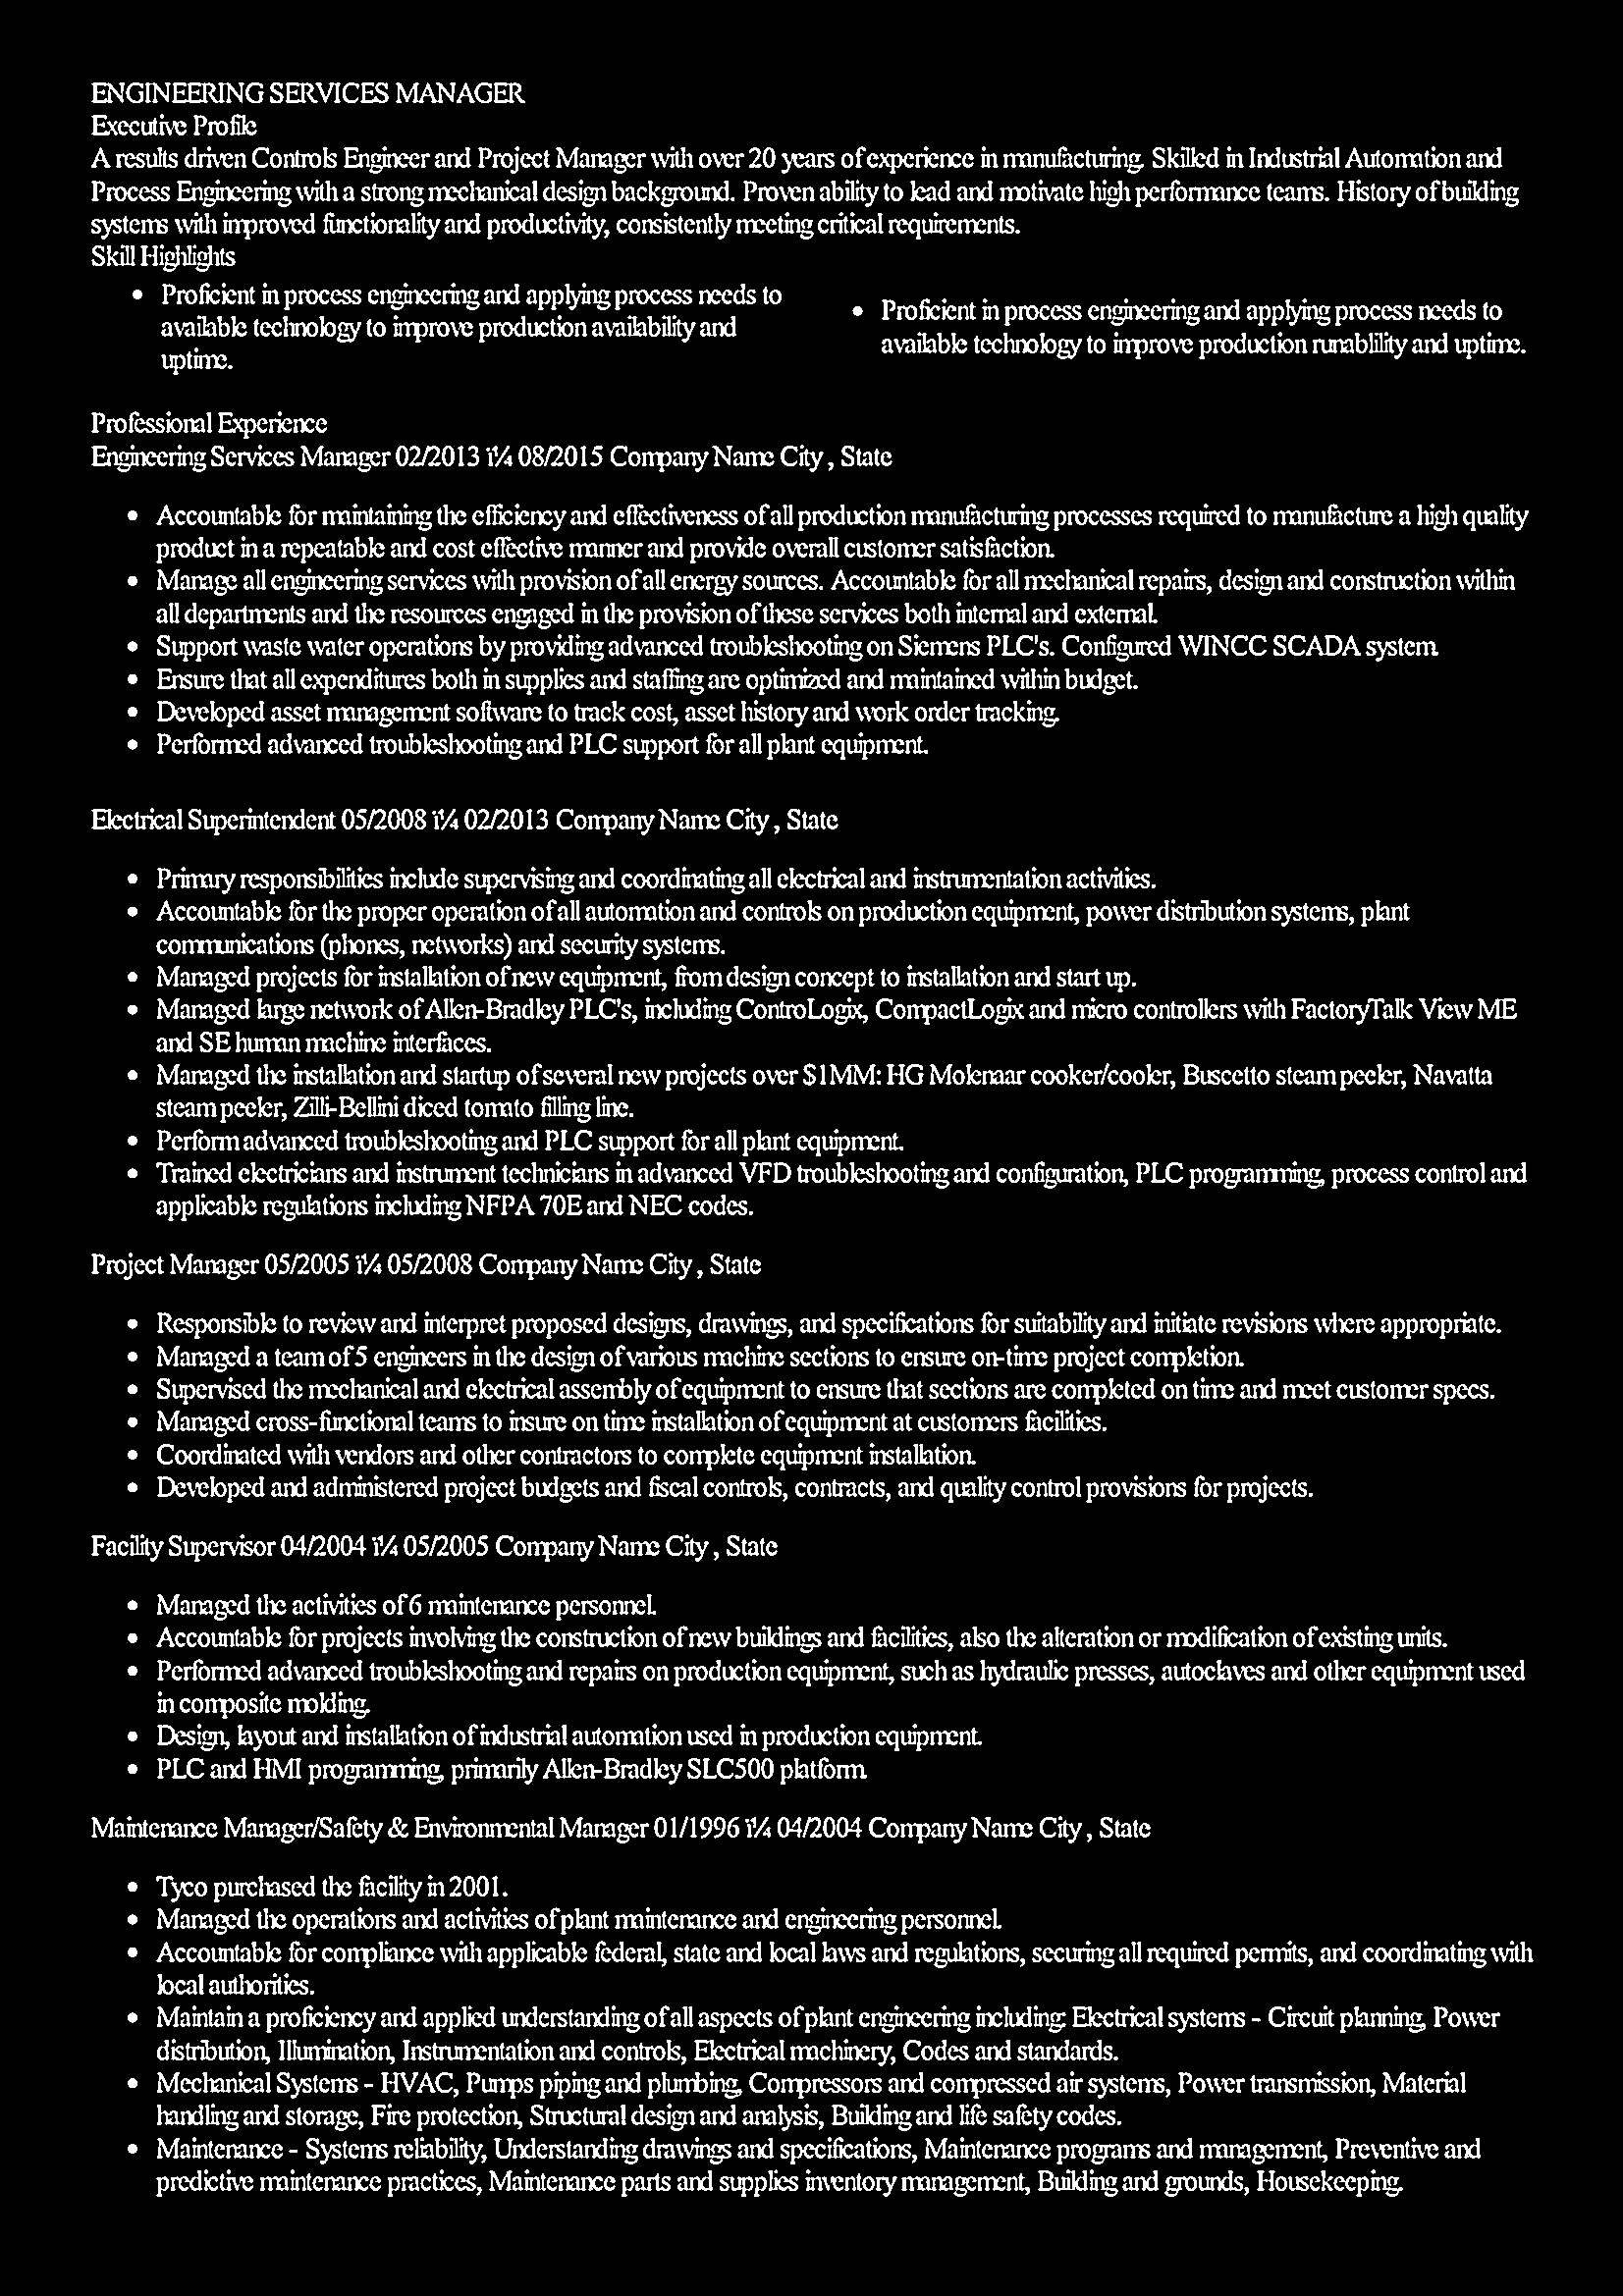 ENGINEERING SERVICES MANAGER
Executive Profile
A results driven Controls Engineer and Project Manager with over 20 years of experience in manufacturing. Skilled in Industrial Automation and
Process Engineering with a strong mechanical design background. Proven ability to lead and motivate high performance teams. History of building
systems with improved functionality and productivity, consistently meeting critical requirements.
Skill Highlights
• Proficient in process engineering and applying process needs to
available technology to improve production availability and
uptime.
• Proficient in process engineering and applying process needs to
available technology to improve production runablility and uptime.
Professional Experience
Engineering Services Manager 02/2013 ï¼ 08/2015 Company Name City , State
• Accountable for maintaining the efficiency and effectiveness of all production manufacturing processes required to manufacture a high quality
product in a repeatable and cost effective manner and provide overall customer satisfaction.
• Manage all engineering services with provision of all energy sources. Accountable for all mechanical repairs, design and construction within
all departments and the resources engaged in the provision of these services both internal and external.
• Support waste water operations by providing advanced troubleshooting on Siemens PLC's. Configured WINCC SCADA system.
• Ensure that all expenditures both in supplies and staffing are optimized and maintained within budget.
• Developed asset management software to track cost, asset history and work order tracking.
• Performed advanced troubleshooting and PLC support for all plant equipment.
Electrical Superintendent 05/2008 ï¼ 02/2013 Company Name City , State
• Primary responsibilities include supervising and coordinating all electrical and instrumentation activities.
• Accountable for the proper operation of all automation and controls on production equipment, power distribution systems, plant
communications (phones, networks) and security systems.
• Managed projects for installation of new equipment, from design concept to installation and start up.
• Managed large network of Allen-Bradley PLC's, including ControLogix, CompactLogix and micro controllers with FactoryTalk View ME
and SE human machine interfaces.
• Managed the installation and startup of several new projects over $1MM: HG Molenaar cooker/cooler, Buscetto steam peeler, Navatta
steam peeler, Zilli-Bellini diced tomato filling line.
• Perform advanced troubleshooting and PLC support for all plant equipment.
• Trained electricians and instrument technicians in advanced VFD troubleshooting and configuration, PLC programming, process control and
applicable regulations including NFPA 70E and NEC codes.
Project Manager 05/2005 ï¼ 05/2008 Company Name City , State
• Responsible to review and interpret proposed designs, drawings, and specifications for suitability and initiate revisions where appropriate.
• Managed a team of 5 engineers in the design of various machine sections to ensure on-time project completion.
• Supervised the mechanical and electrical assembly of equipment to ensure that sections are completed on time and meet customer specs.
• Managed cross-functional teams to insure on time installation of equipment at customers facilities.
• Coordinated with vendors and other contractors to complete equipment installation.
• Developed and administered project budgets and fiscal controls, contracts, and quality control provisions for projects.
Facility Supervisor 04/2004 ï¼ 05/2005 Company Name City , State
• Managed the activities of 6 maintenance personnel.
• Accountable for projects involving the construction of new buildings and facilities, also the alteration or modification of existing units.
• Performed advanced troubleshooting and repairs on production equipment, such as hydraulic presses, autoclaves and other equipment used
in composite molding.
• Design, layout and installation of industrial automation used in production equipment.
• PLC and HMI programming, primarily Allen-Bradley SLC500 platform.
Maintenance Manager/Safety & Environmental Manager 01/1996 ï¼ 04/2004 Company Name City , State
• Tyco purchased the facility in 2001.
• Managed the operations and activities of plant maintenance and engineering personnel.
• Accountable for compliance with applicable federal, state and local laws and regulations, securing all required permits, and coordinating with
local authorities.
• Maintain a proficiency and applied understanding of all aspects of plant engineering including: Electrical systems - Circuit planning, Power
distribution, Illumination, Instrumentation and controls, Electrical machinery, Codes and standards.
• Mechanical Systems - HVAC, Pumps piping and plumbing, Compressors and compressed air systems, Power transmission, Material
handling and storage, Fire protection, Structural design and analysis, Building and life safety codes.
• Maintenance - Systems reliability, Understanding drawings and specifications, Maintenance programs and management, Preventive and
predictive maintenance practices, Maintenance parts and supplies inventory management, Building and grounds, Housekeeping.